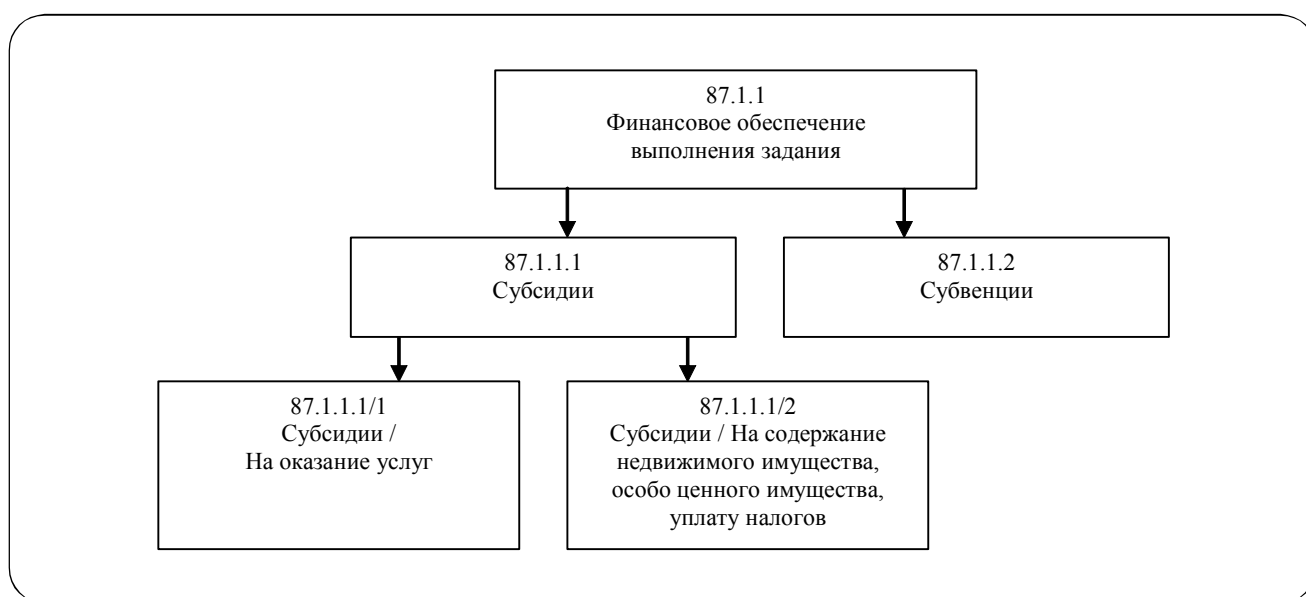 87.1.1
Финансовое обеспечение
выполнения задания
87.1.1.1
Субсидии
87.1.1.2
Субвенции
87.1.1.1/1
Субсидии /
На оказание услуг
87.1.1.1/2
Субсидии / На содержание
недвижимого имущества,
особо ценного имущества,
уплату налогов